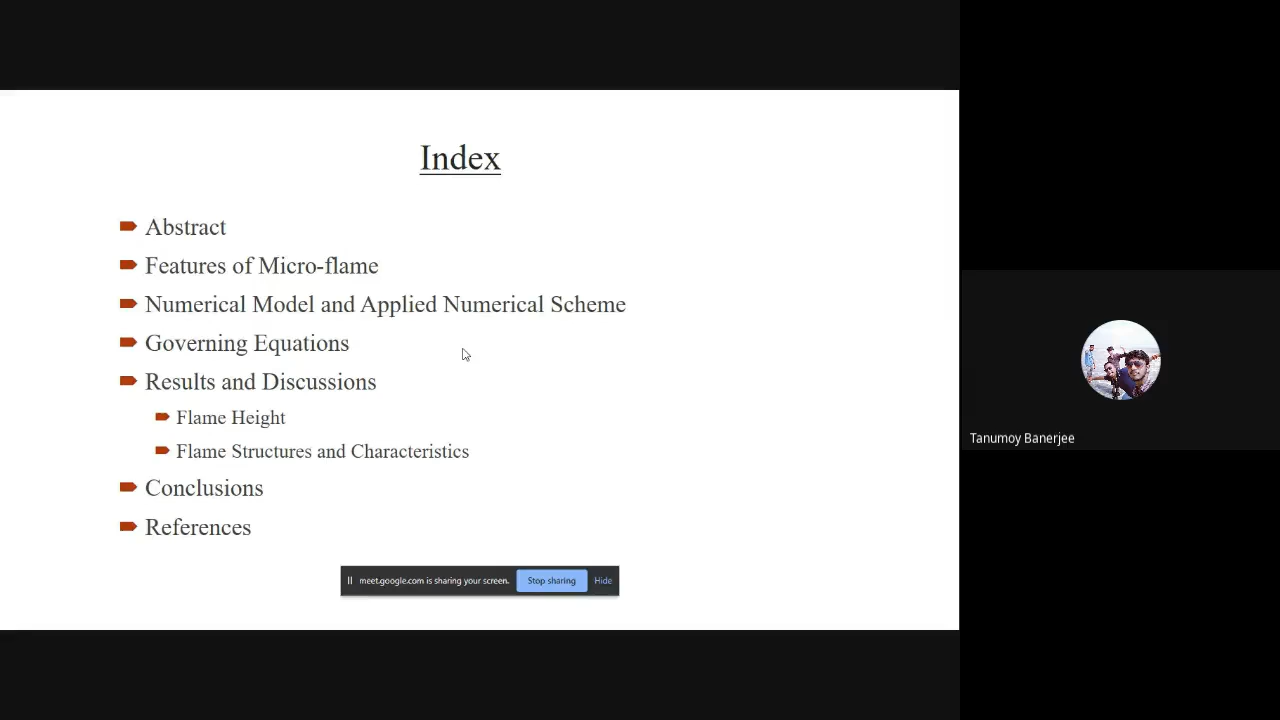 Index
Abstract
Features of Micro-flame
Numerical Model and Applied Numerical Scheme
Governing Equations
Results and Discussions
Flame Height
Flame Structures and Characteristics
Conclusions
References
meet.google.com is sharing your screen. Stop sharing Hide
Tanumoy Banerjee